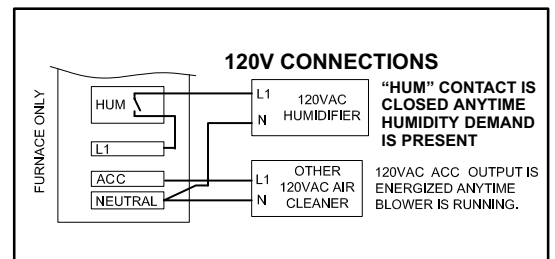 120V CONNECTIONS
FURNACE ONLY
HUM
L1
ACC
NEUTRAL
L1
N
120VAC
HUMIDIFIER
L1
N
OTHER
120VAC AIR
CLEANER
“HUM” CONTACT IS
CLOSED ANYTIME
HUMIDITY DEMAND
IS PRESENT
120VAC ACC OUTPUT IS
ENERGIZED ANYTIME
BLOWER IS RUNNING.